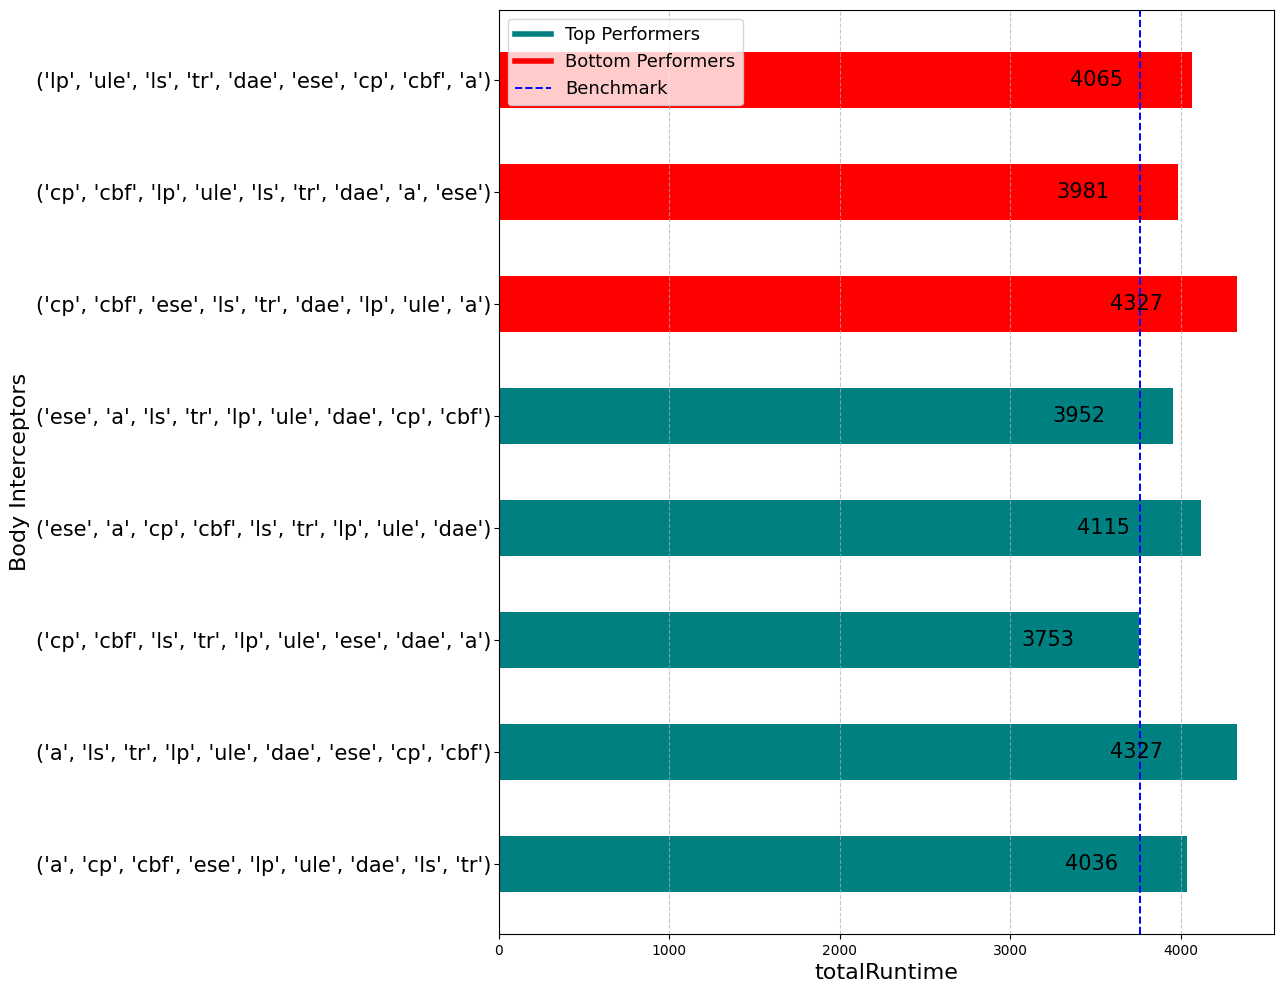 Top Performers
Bottom Performers
Benchmark
('lp', 'ule', 'ls', 'tr', 'dae', 'ese', 'cp', 'cbf', 'a')
4065
('cp', 'cbf', 'lp', 'ule', 'ls', 'tr', 'dae', 'a', 'ese')
3981
('cp', 'cbf', 'ese', 'ls', 'tr', 'dae', 'lp', 'ule', 'a')
4327
('ese', 'a', 'ls', 'tr', 'lp', 'ule', 'dae', 'cp', 'cbf')
3952
('ese', 'a', 'cp', 'cbf', 'ls', 'tr', 'lp', 'ule', 'dae')
4115
('cp', 'cbf', 'ls', 'tr', 'lp', 'ule', 'ese', 'dae', 'a')
3753
('a', 'ls', 'tr', 'lp', 'ule', 'dae', 'ese', 'cp', 'cbf')
4327
('a', 'cp', 'cbf', 'ese', 'lp', 'ule', 'dae', 'ls', 'tr')
4036
Body Interceptors
0 1000 2000 3000 4000
totalRuntime